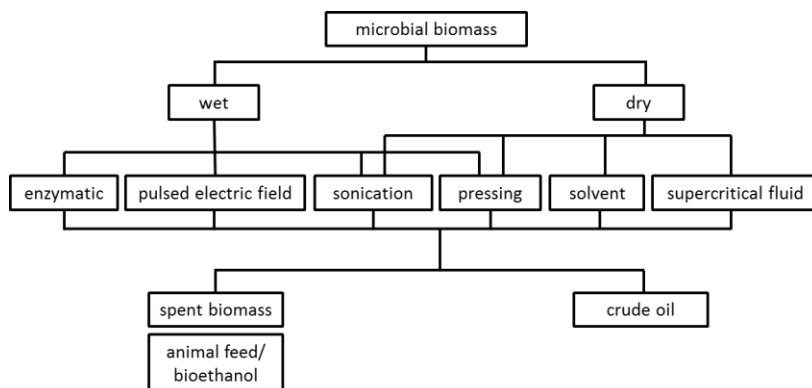 microbial biomass
wet
dry
enzymatic
pulsed electric field
sonication
pressing
solvent
supercritical fluid
spent biomass
crude oil
animal feed/
bioethanol